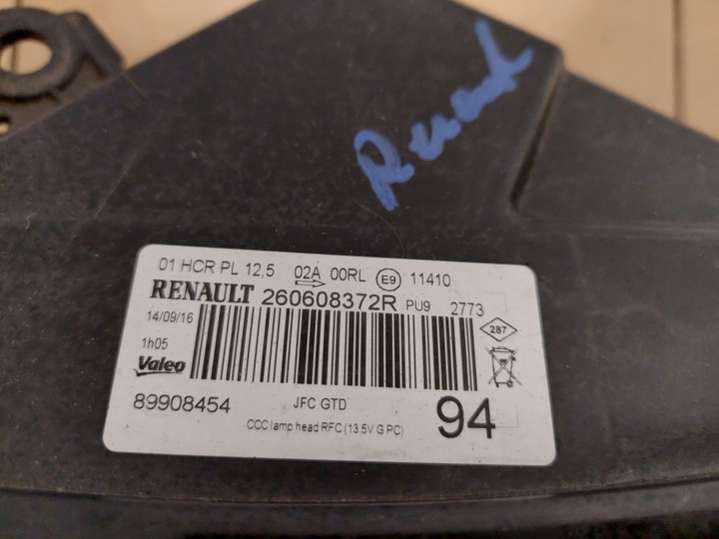 Renault
01 HCR PL 12,5 02A 00RL E9 11410
RENAULT 260608372R PU9 2773
14/09/16
287
1h05
Valeo
89908454 JFC GTD 94
CCC lamp head RFC (13.5V G PC)